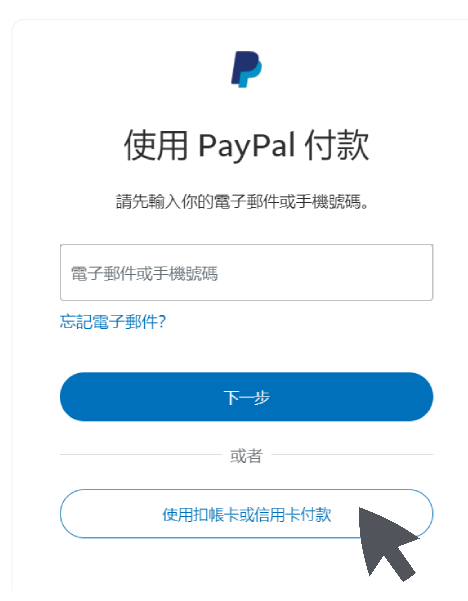 使用 PayPal 付款
請先輸入你的電子郵件或手機號碼。
電子郵件或手機號碼
忘記電子郵件?
下一步
或者
使用扣帳卡或信用卡付款